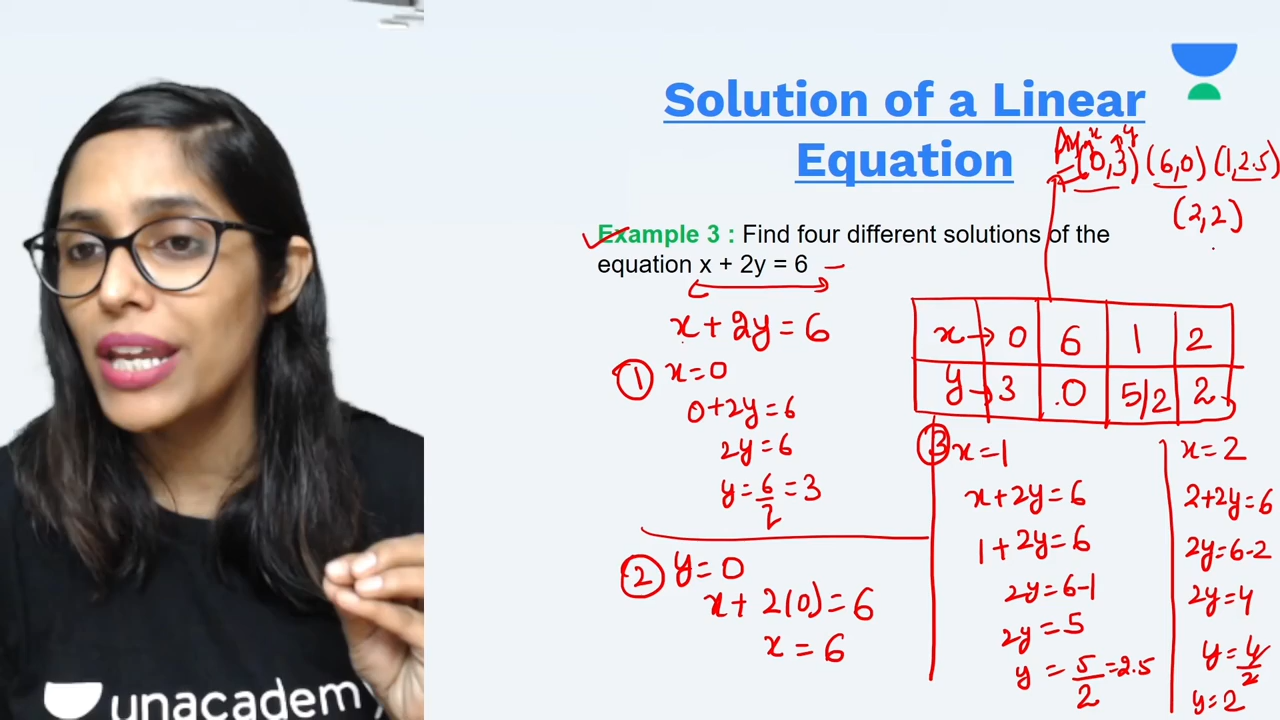 Solution of a Linear
Equation
(0,3) (6,0) (1,2.5)
(2,2)
Example 3 : Find four different solutions of the
equation x + 2y = 6
x+2y=6
① x=0
0+2y=6
2y=6
y=6/2=3
② y=0
x+2(0)=6
x=6
x→ 0 6 1 2
y→ 3 0 5/2 2
③ x=1
x+2y=6
1+2y=6
2y=6-1
2y=5
y=5/2=2.5
x=2
2+2y=6
2y=6-2
2y=4
y=4/2
y=2
unacademy